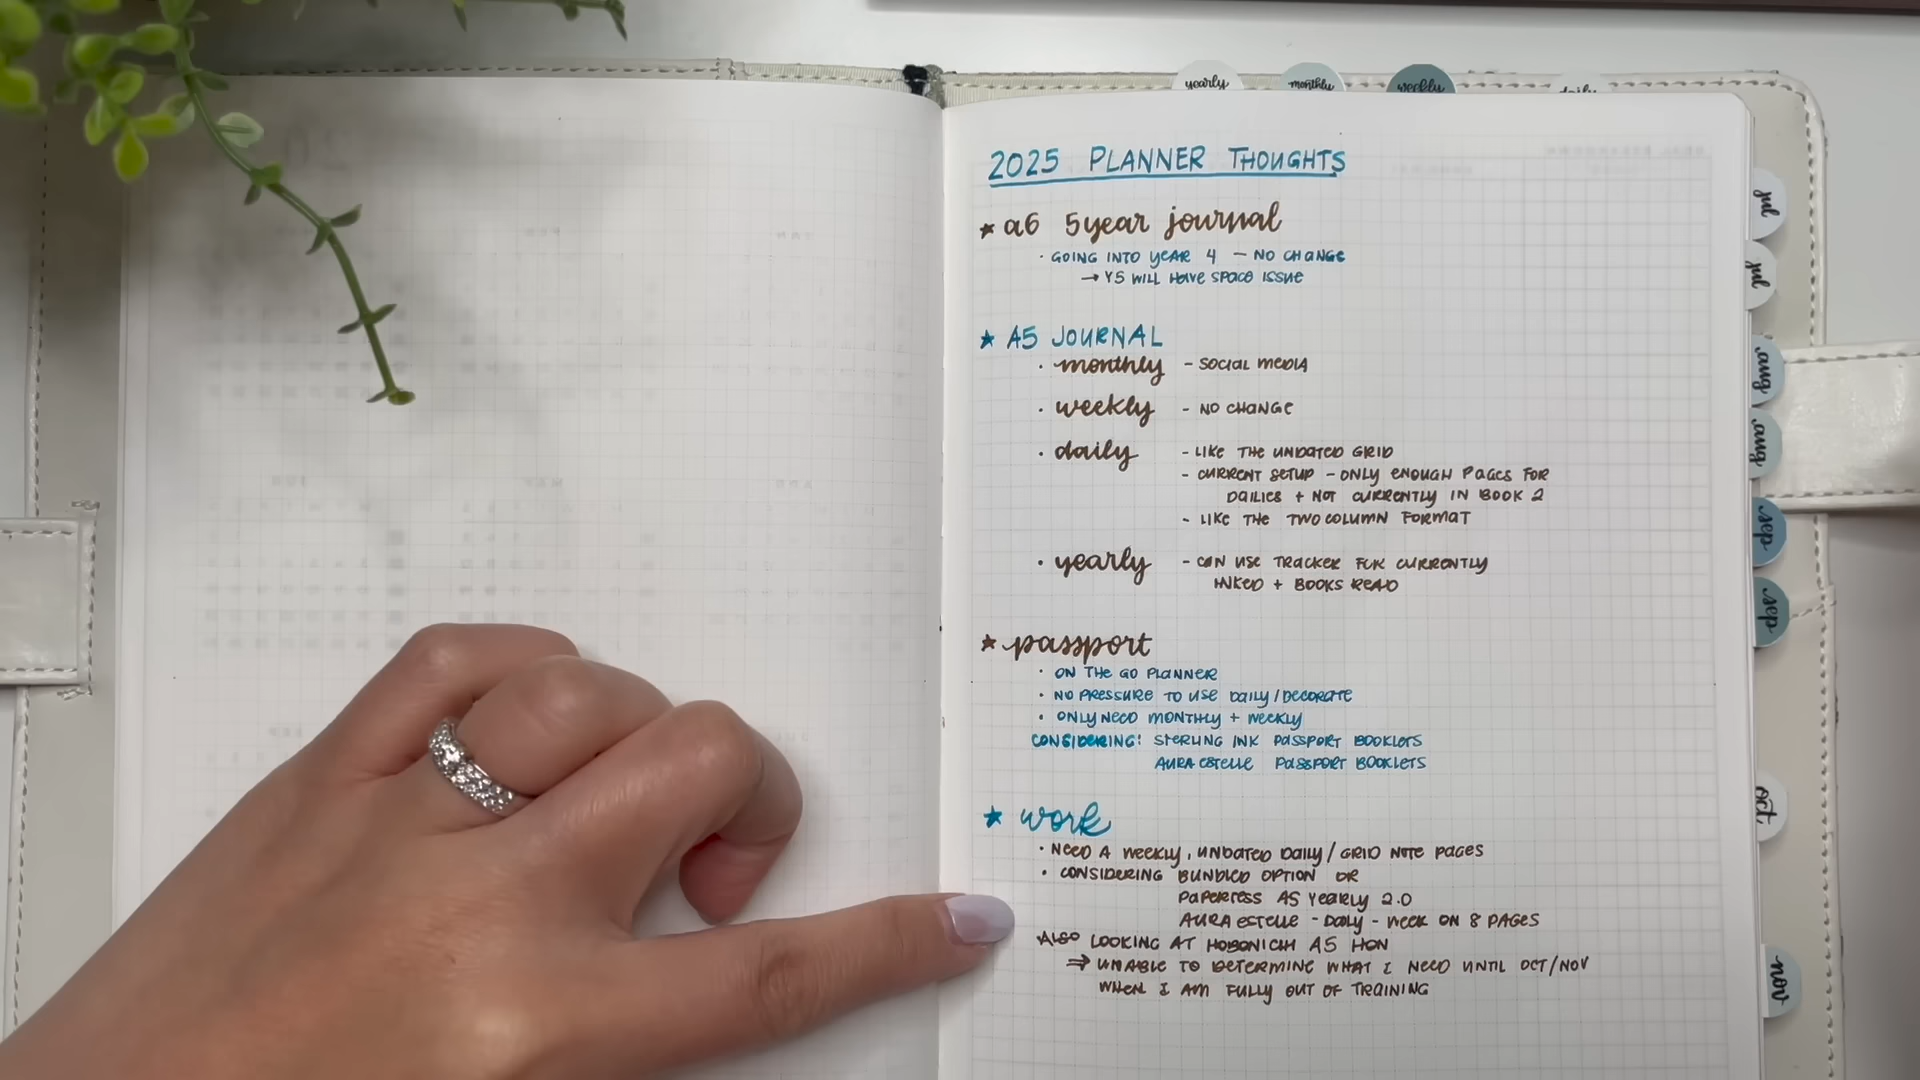 yearly
monthly
weekly
daily
2025 PLANNER THOUGHTS
★ a6 5year journal
· GOING INTO YEAR 4 – NO CHANGE
→ Y5 WILL HAVE SPACE ISSUE
★ A5 JOURNAL
· monthly - SOCIAL MEDIA
· weekly - NO CHANGE
· daily - LIKE THE UNDATED GRID
- CURRENT SETUP - ONLY ENOUGH PAGES FOR
DAILIES + NOT CURRENTLY IN BOOK 2
- LIKE THE TWO COLUMN FORMAT
· yearly - CAN USE TRACKER FOR CURRENTLY
INKED + BOOKS READ
★ passport
· ON THE GO PLANNER
· NO PRESSURE TO USE DAILY/DECORATE
· ONLY NEED MONTHLY + WEEKLY
CONSIDERING: STERLING INK PASSPORT BOOKLETS
AURA ESTELLE PASSPORT BOOKLETS
★ work
· NEED A WEEKLY, UNDATED DAILY / GRID NOTE PAGES
· CONSIDERING BUNDLED OPTION OR
PAPERTESS A5 YEARLY 2.0
AURA ESTELLE - DAILY - WEEK ON 8 PAGES
ALSO LOOKING AT HOBONICHI A5 HON
⇒ UNABLE TO DETERMINE WHAT I NEED UNTIL OCT/NOV
WHEN I AM FULLY OUT OF TRAINING
jul
jul
aug
aug
sep
sep
oct
nov